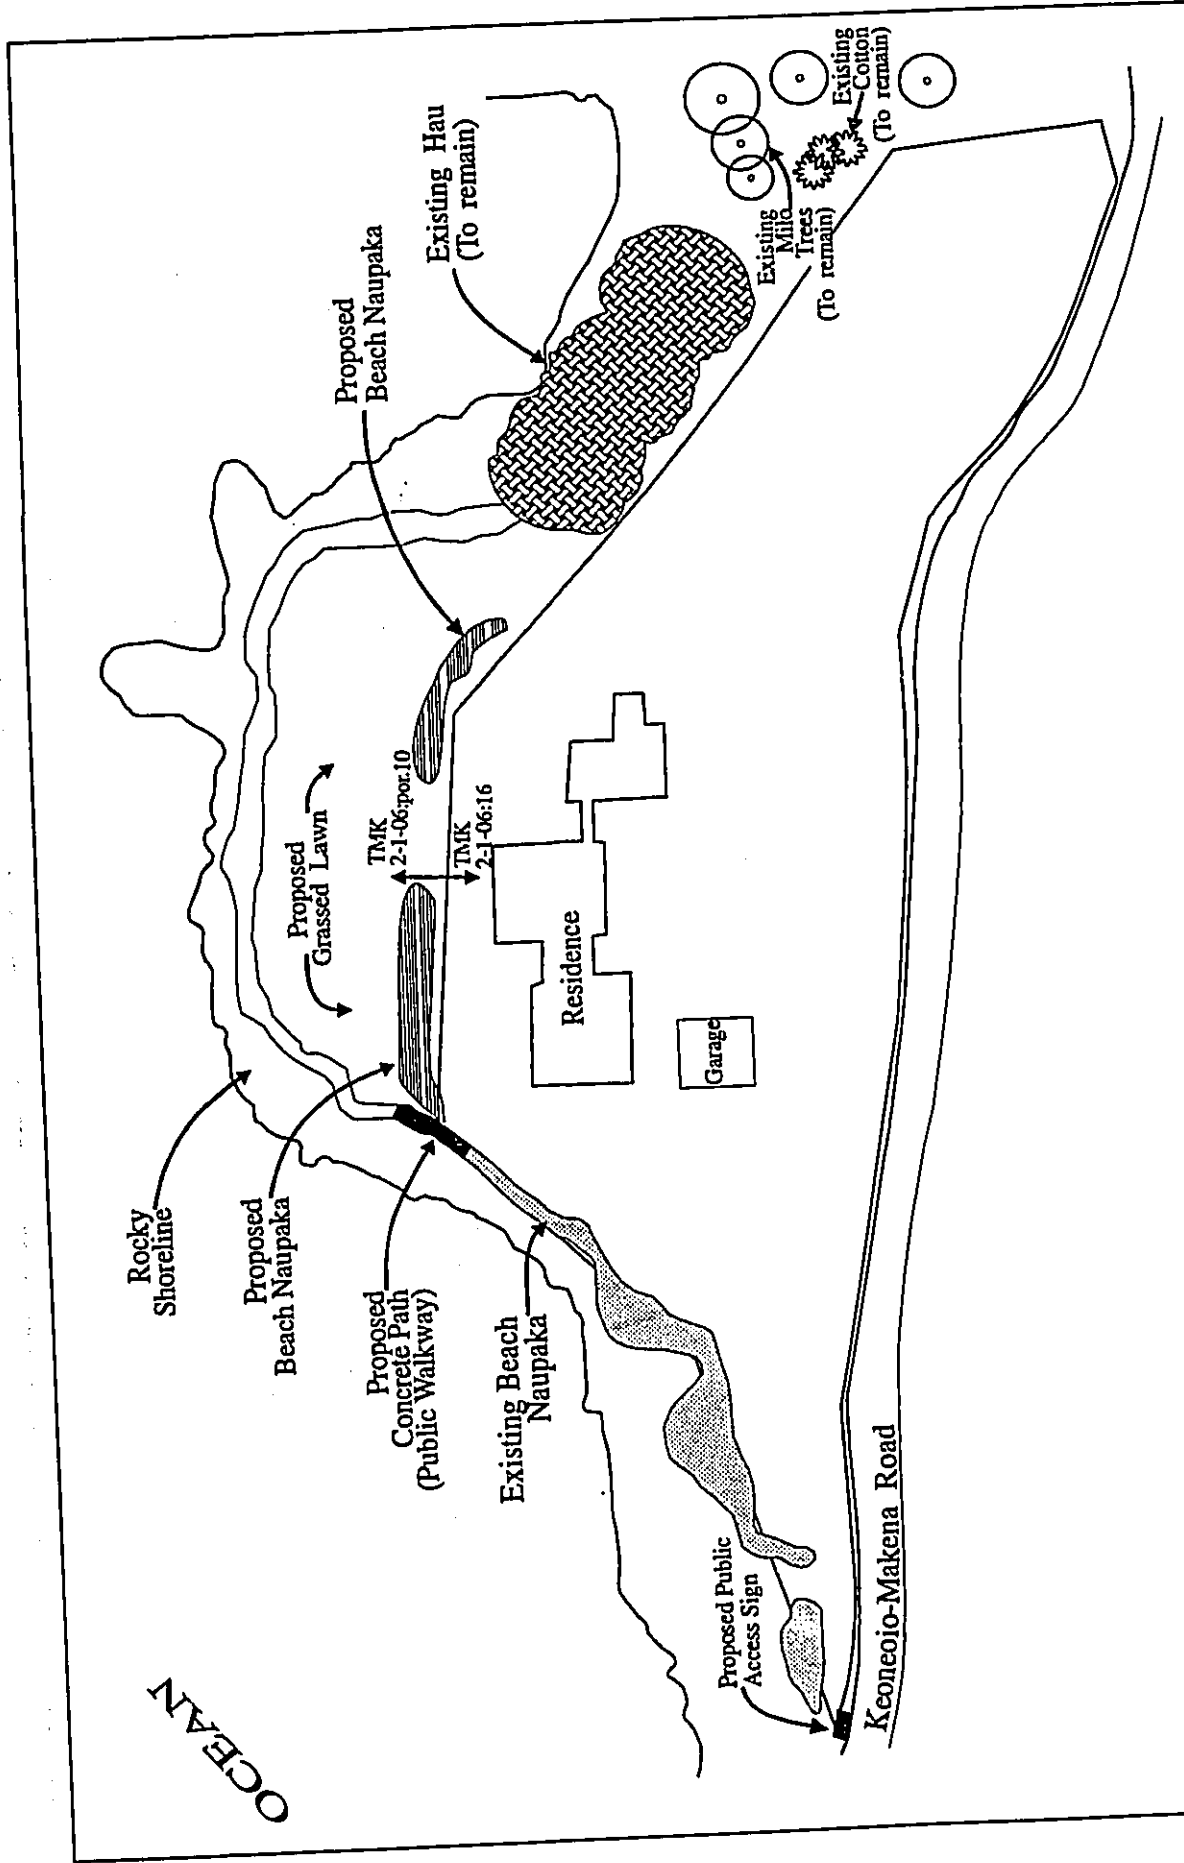 OCEAN
Rocky
Shoreline
Proposed
Beach Naupaka
Proposed
Concrete Path
(Public Walkway)
Existing Beach
Naupaka
Proposed Public
Access Sign
Keoneoio-Makena Road
Proposed
Grassed Lawn
TMK
2-1-06:por.10
TMK
2-1-06:16
Residence
Garage
Proposed
Beach Naupaka
Existing Hau
(To remain)
Existing
Milo
Trees
(To remain)
Existing
Cotton
(To remain)